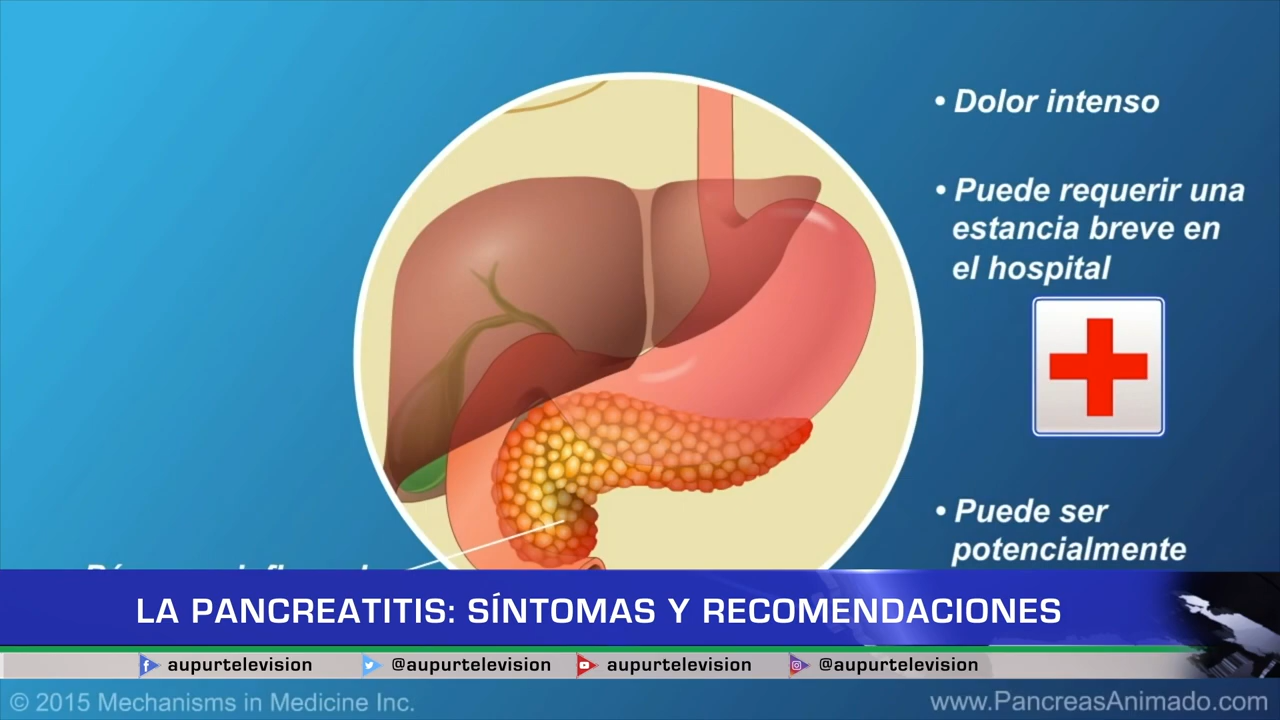 • Dolor intenso
• Puede requerir una
estancia breve en
el hospital
• Puede ser
potencialmente
LA PANCREATITIS: SÍNTOMAS Y RECOMENDACIONES
aupurtelevision @aupurtelevision aupurtelevision @aupurtelevision
© 2015 Mechanisms in Medicine Inc. www.PancreasAnimado.com